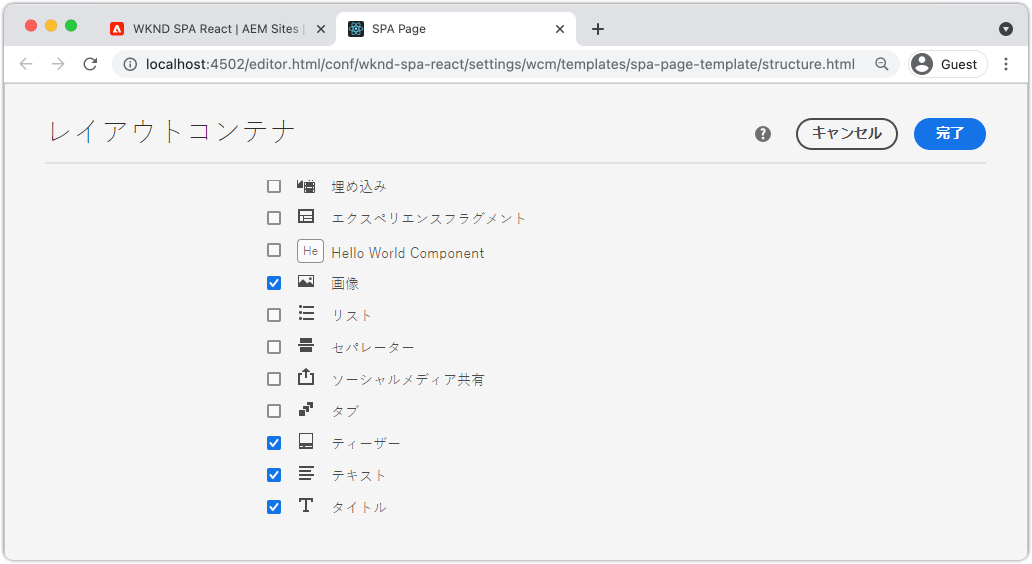 WKND SPA React | AEM Sites |
SPA Page
localhost:4502/editor.html/conf/wknd-spa-react/settings/wcm/templates/spa-page-template/structure.html
Guest
レイアウトコンテナ
?
キャンセル
完了
埋め込み
エクスペリエンスフラグメント
He Hello World Component
画像
リスト
セパレーター
ソーシャルメディア共有
タブ
ティーザー
テキスト
タイトル